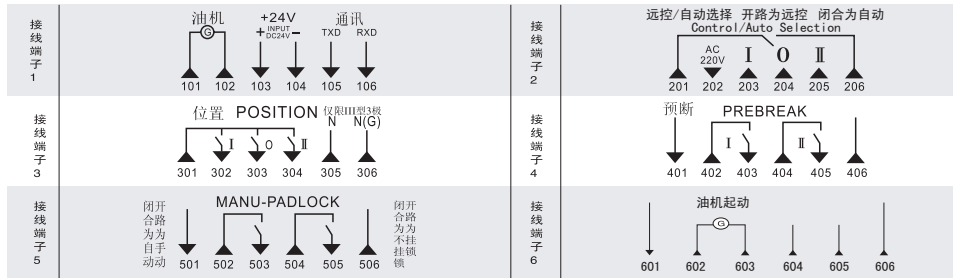 接线端子1
油机
+24V
通讯
G
+ INPUT DC24V −
TXD RXD
101 102 103 104 105 106
接线端子2
远控/自动选择 开路为远控 闭合为自动
Control/Auto Selection
AC 220V
I O II
201 202 203 204 205 206
接线端子3
位置 POSITION 仅限III型3极
N N(G)
I O II
301 302 303 304 305 306
接线端子4
预断 PREBREAK
I II
401 402 403 404 405 406
接线端子5
闭合为自动
开路为手动
MANU-PADLOCK
闭合为不挂锁
开路为挂锁
501 502 503 504 505 506
接线端子6
油机起动
G
601 602 603 604 605 606